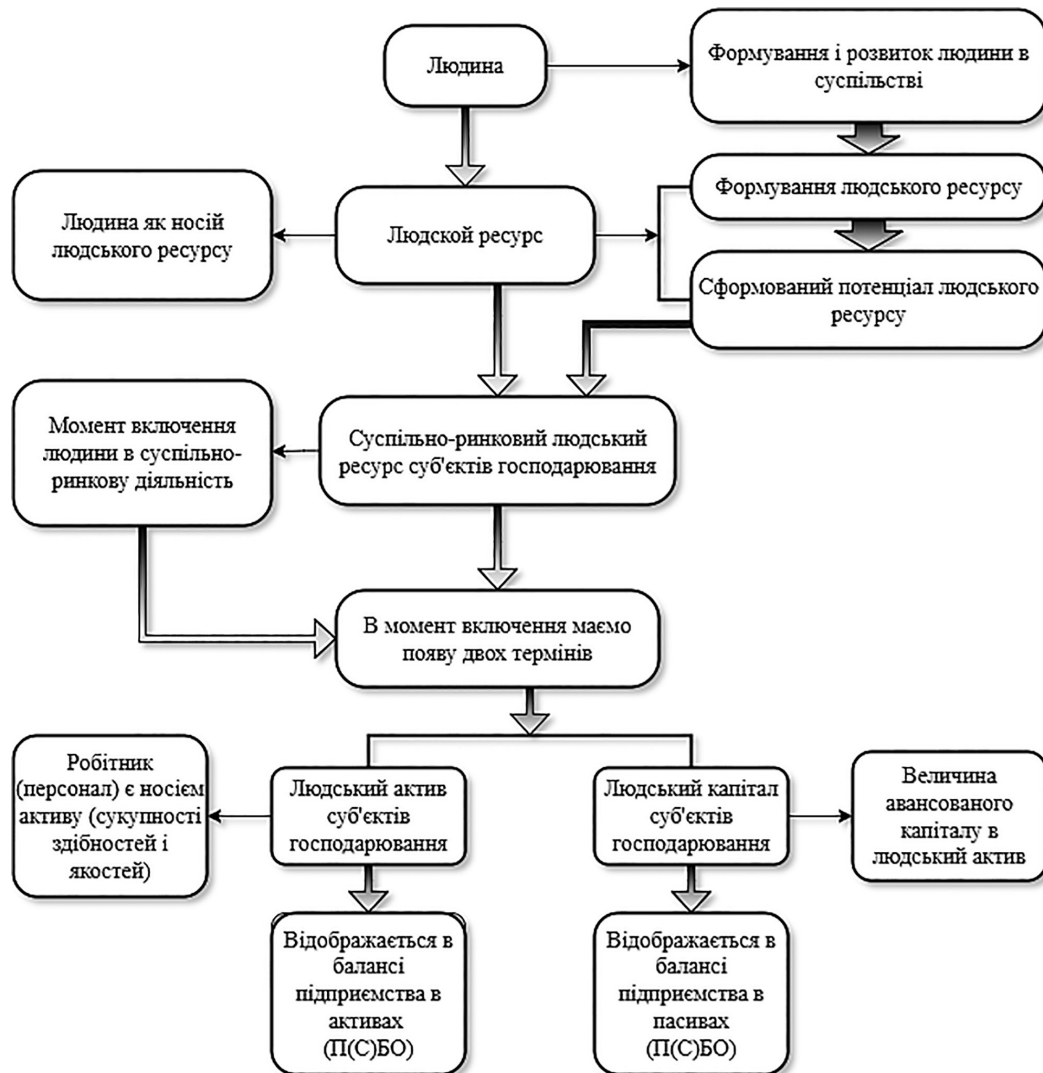 Людина
Формування і розвиток людини в
суспільстві
Формування людського ресурсу
Людина як носій
людського ресурсу
Людской ресурс
Сформований потенціал людського
ресурсу
Момент включення
людини в суспільно-
ринкову діяльність
Суспільно-ринковий людський
ресурс суб'єктів господарювання
В момент включення маємо
появу двох термінів
Робітник
(персонал) є носієм
активу (сукупності
здібностей і
якостей)
Людський актив
суб'єктів
господарювання
Людський капітал
суб'єктів
господарювання
Величина
авансованого
капіталу в
людський актив
Відображається в
балансі
підприємства в
активах
(П(С)БО)
Відображається в
балансі
підприємства в
пасивах
(П(С)БО)